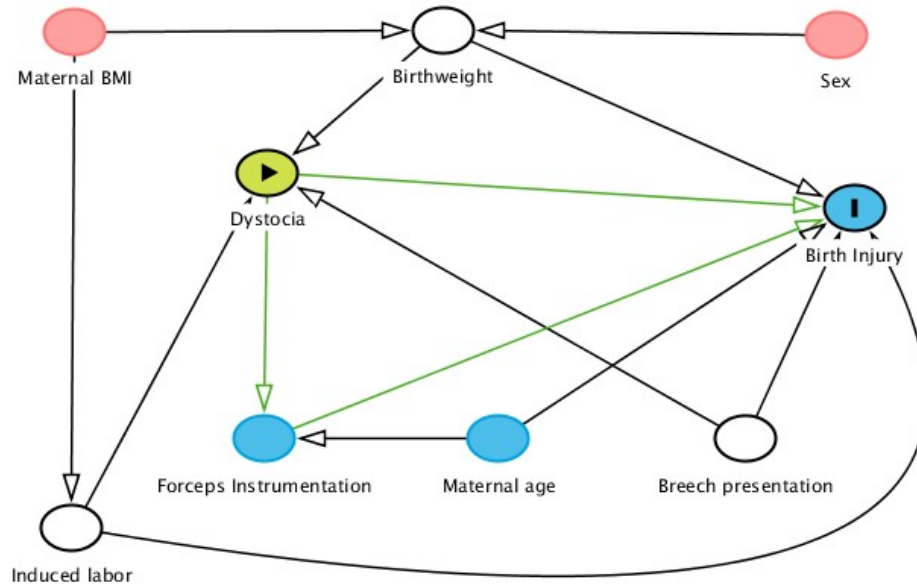 Maternal BMI
Birthweight
Sex
Dystocia
Birth Injury
Forceps Instrumentation
Maternal age
Breech presentation
Induced labor